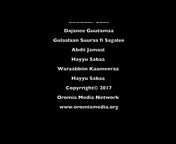 Dajanee Guutamaa
Gulaalaan Suuraa fi Sagalee
Abdii Jamaal
Hayyu Sabaa
Waraabbiin Kaameeraa
Hayyu Sabaa
Copyright© 2017
Oromia Media Network
www.oromiamedia.org